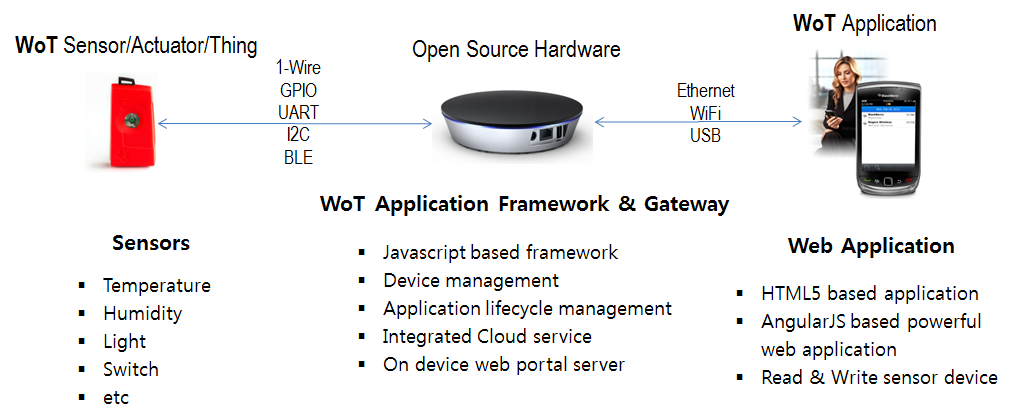 WoT Sensor/Actuator/Thing
1-Wire
GPIO
UART
I2C
BLE
Open Source Hardware
Ethernet
WiFi
USB
WoT Application
WoT Application Framework & Gateway
Sensors
▪ Temperature
▪ Humidity
▪ Light
▪ Switch
▪ etc
▪ Javascript based framework
▪ Device management
▪ Application lifecycle management
▪ Integrated Cloud service
▪ On device web portal server
Web Application
▪ HTML5 based application
▪ AngularJS based powerful
web application
▪ Read & Write sensor device